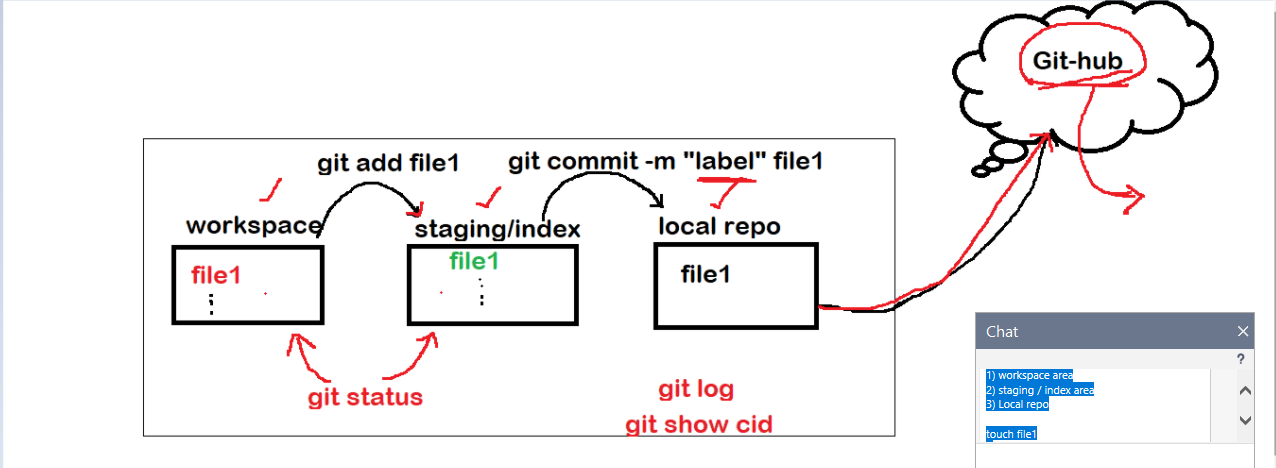 Git-hub
git add file1
git commit -m "label" file1
workspace
staging/index
local repo
file1
file1
file1
git status
git log
git show cid
Chat
?
1) workspace area
2) staging / index area
3) Local repo
touch file1